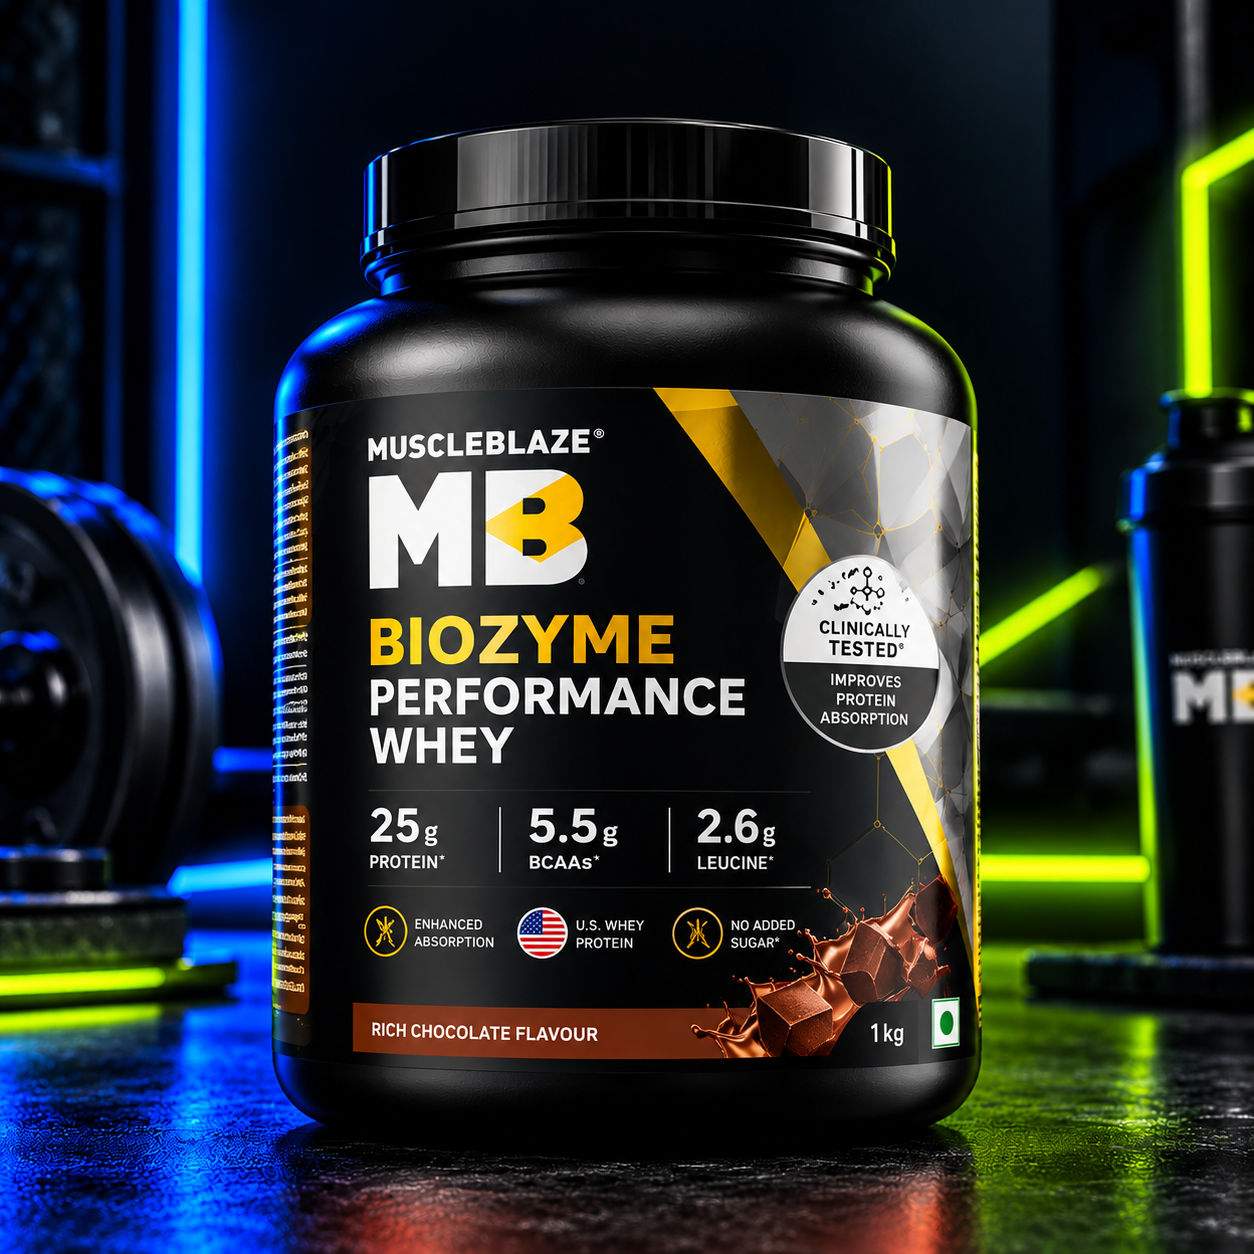 MUSCLEBLAZE®
MB
BIOZYME
PERFORMANCE
WHEY
CLINICALLY
TESTED®
IMPROVES
PROTEIN
ABSORPTION
25g
PROTEIN*
5.5g
BCAAs*
2.6g
LEUCINE*
ENHANCED
ABSORPTION
U.S. WHEY
PROTEIN
NO ADDED
SUGAR*
RICH CHOCOLATE FLAVOUR
1kg